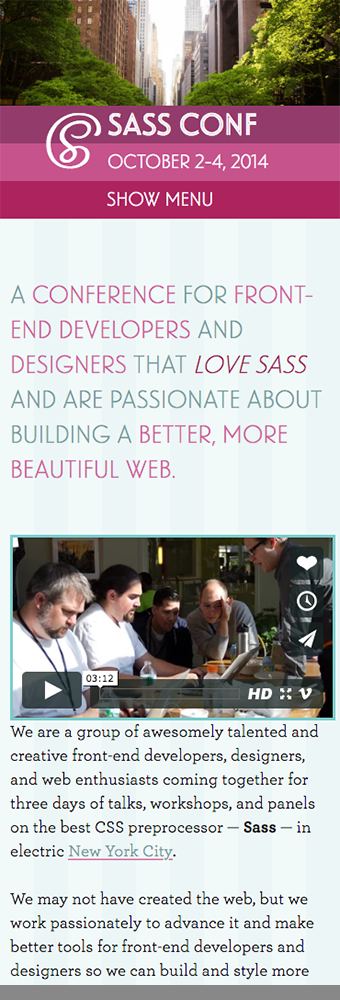 SASS CONF
OCTOBER 2–4, 2014
SHOW MENU
A CONFERENCE FOR FRONT-
END DEVELOPERS AND
DESIGNERS THAT LOVE SASS
AND ARE PASSIONATE ABOUT
BUILDING A BETTER, MORE
BEAUTIFUL WEB.
03:12
HD
We are a group of awesomely talented and
creative front-end developers, designers,
and web enthusiasts coming together for
three days of talks, workshops, and panels
on the best CSS preprocessor — Sass — in
electric New York City.
We may not have created the web, but we
work passionately to advance it and make
better tools for front-end developers and
designers so we can build and style more